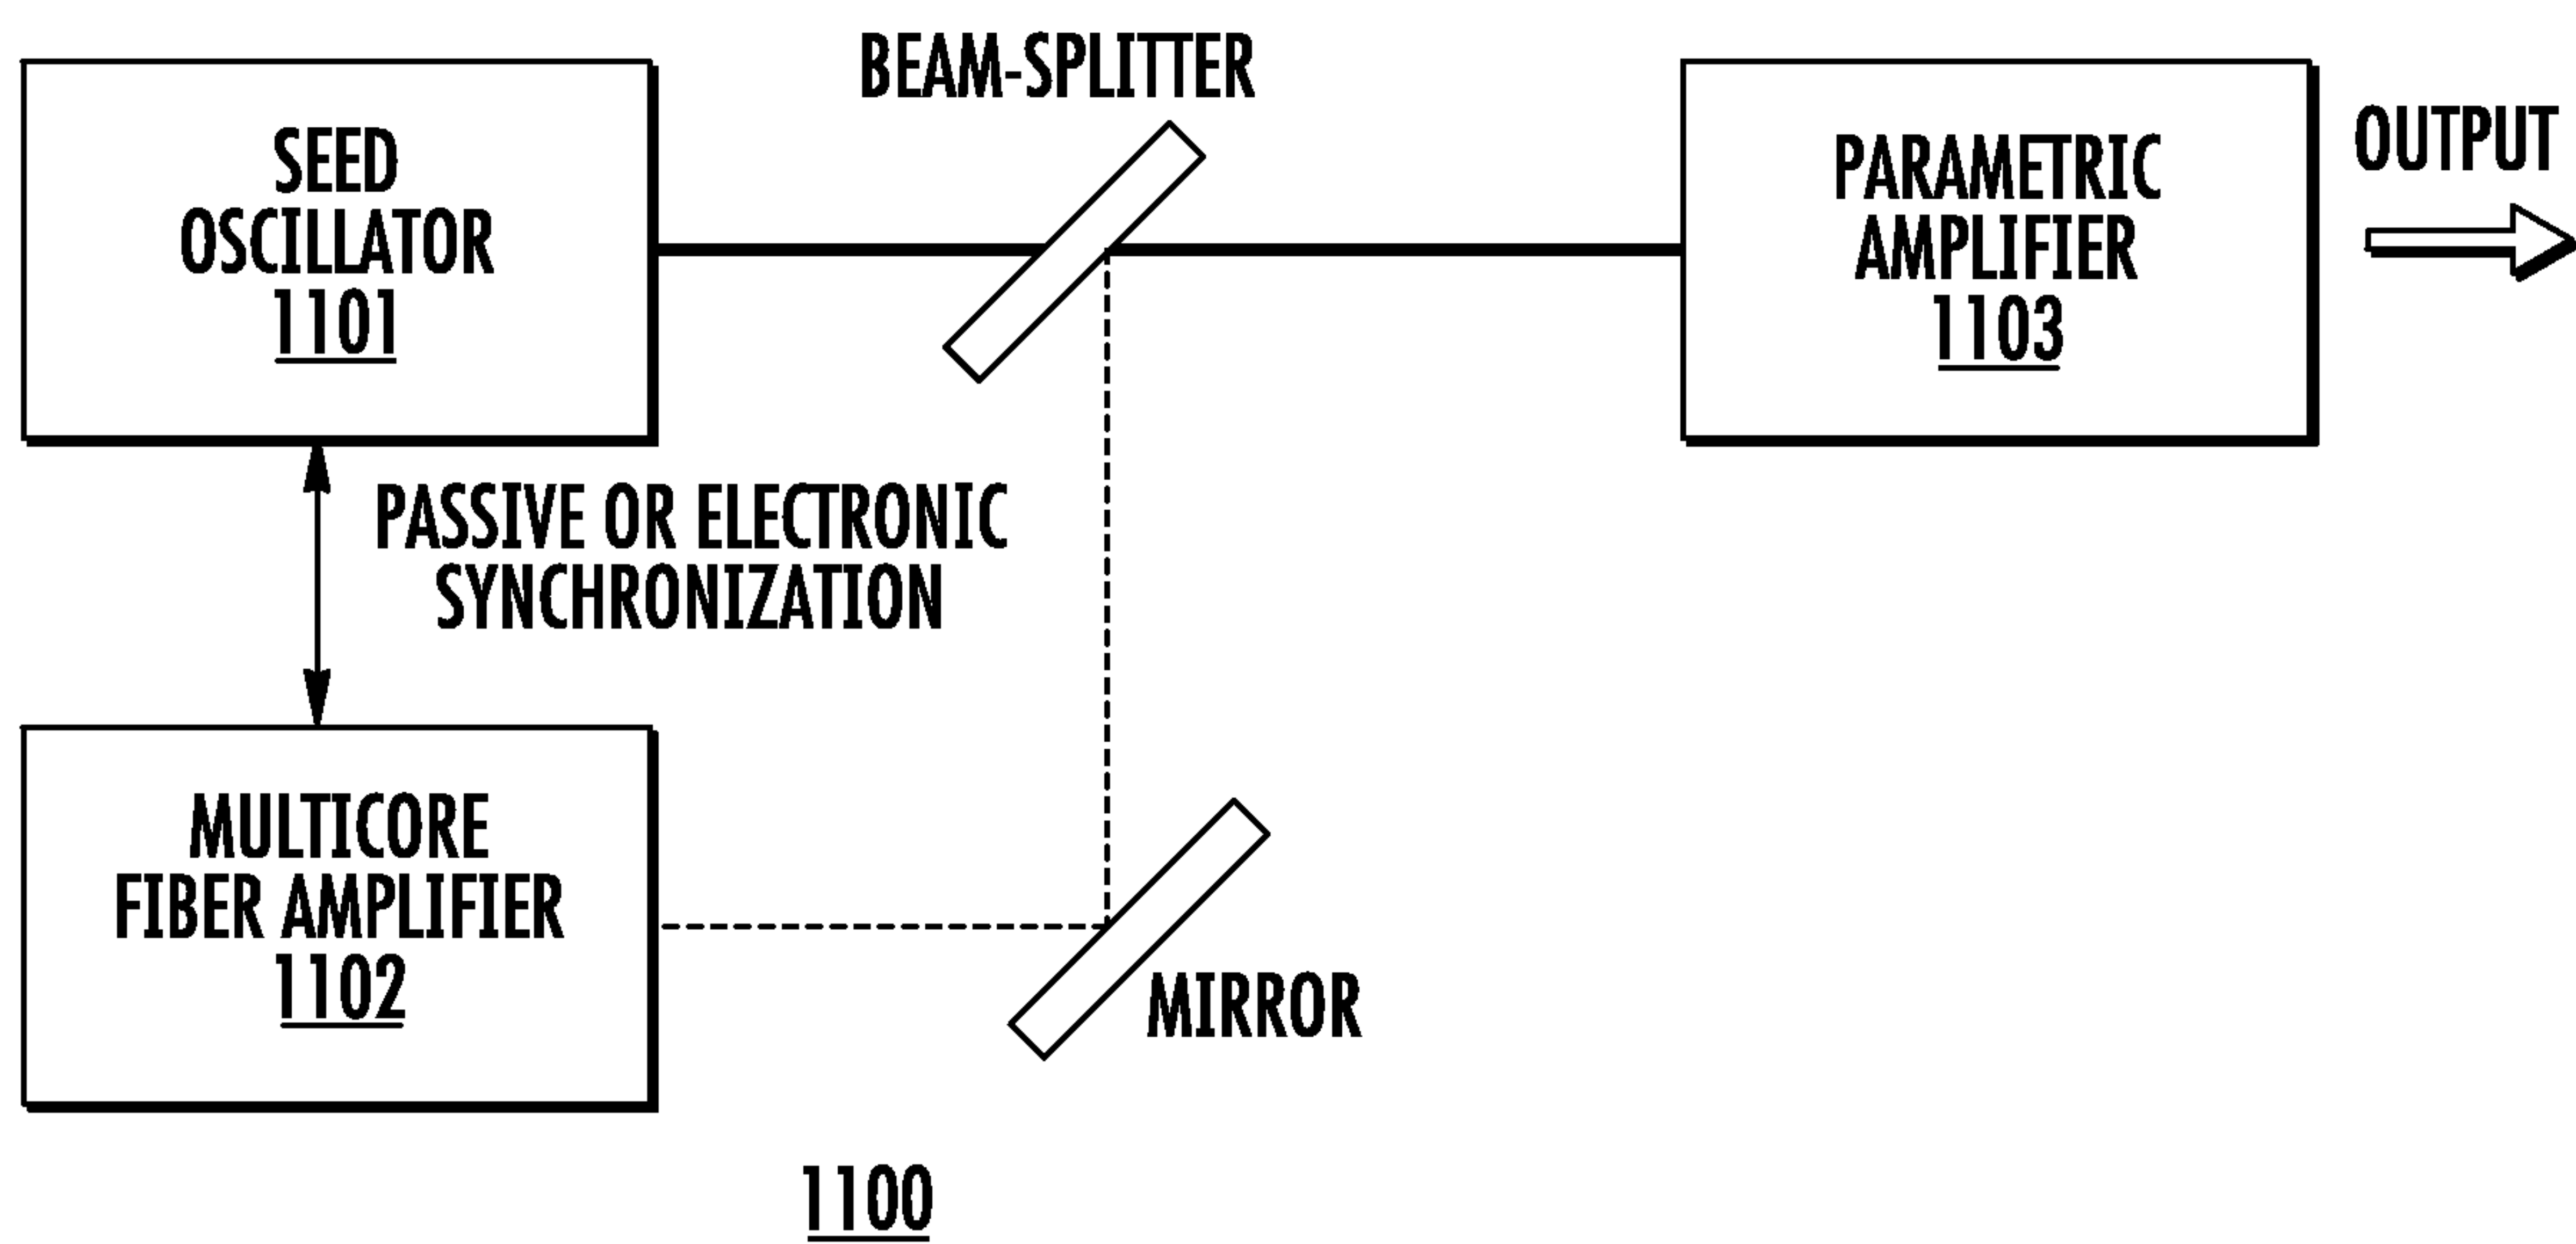 BEAM-SPLITTER
SEED
OSCILLATOR
1101
PARAMETRIC
AMPLIFIER
1103
OUTPUT
PASSIVE OR ELECTRONIC
SYNCHRONIZATION
MULTICORE
FIBER AMPLIFIER
1102
MIRROR
1100